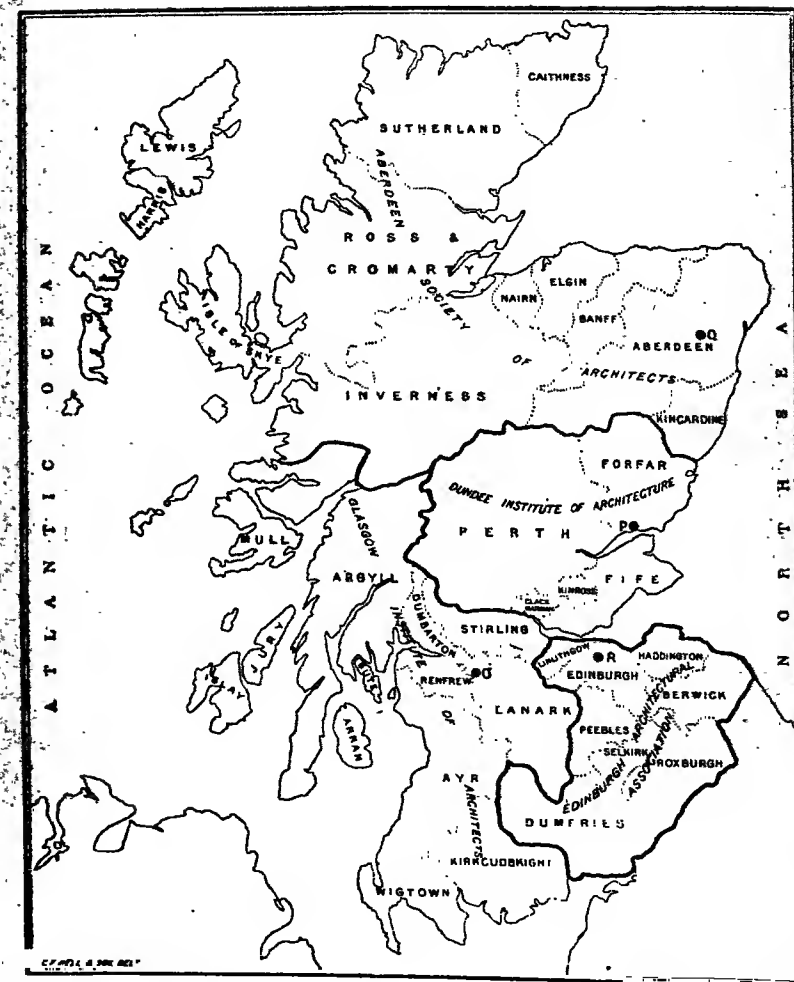 CAITHNESS
SUTHERLAND
LEWIS
HARRIS
ABERDEEN
SOCIETY
OF
ARCHITECTS
ROSS &
CROMARTY
NAIRN
ELGIN
BANFF
ABERDEEN
Q
ISLE OF SKYE
INVERNESS
KINCARDINE
ATLANTIC OCEAN
NORTH SEA
FORFAR
DUNDEE INSTITUTE OF ARCHITECTURE
P
PERTH
FIFE
KINROSS
CLACK
MANNAN
MULL
GLASGOW
INSTITUTE
OF
ARCHITECTS
ARGYLL
DUMBARTON
STIRLING
LINLITHGOW
R
HADDINGTON
EDINBURGH
BERWICK
JURY
ISLAY
BUTE
RENFREW
ARRAN
LANARK
PEEBLES
SELKIRK
ROXBURGH
EDINBURGH ARCHITECTURAL
ASSOCIATION
AYR
DUMFRIES
KIRKCUDBRIGHT
WIGTOWN